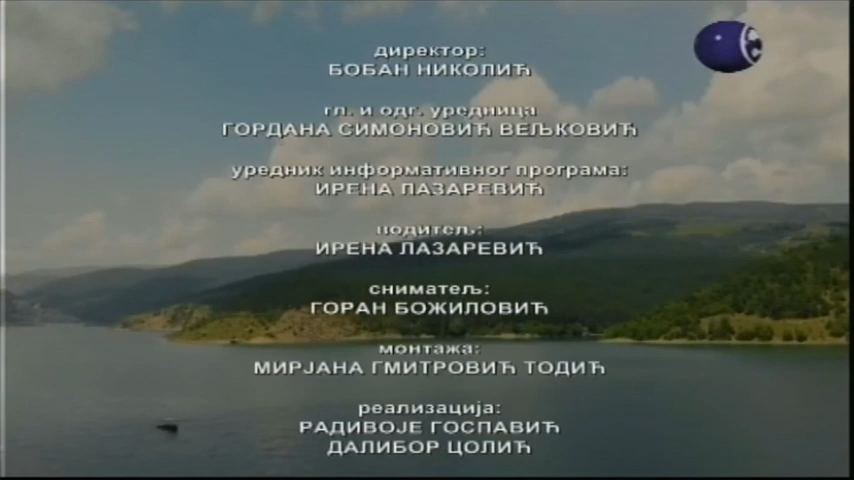 директор:
БОБАН НИКОЛИЋ
гл. и одг. уредница
ГОРДАНА СИМОНОВИЋ ВЕЉКОВИЋ
уредник информативног програма:
ИРЕНА ЛАЗАРЕВИЋ
водитељ:
ИРЕНА ЛАЗАРЕВИЋ
сниматељ:
ГОРАН БОЖИЛОВИЋ
монтажа:
МИРЈАНА ГМИТРОВИЋ ТОДИЋ
реализација:
РАДИВОЈЕ ГОСПАВИЋ
ДАЛИБОР ЦОЛИЋ